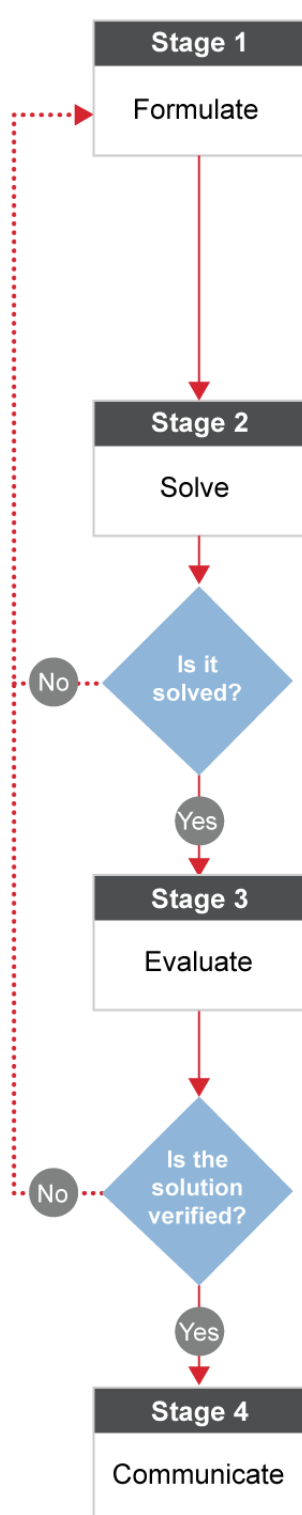 Stage 1
Formulate
Stage 2
Solve
Is it
solved?
No
Yes
Stage 3
Evaluate
Is the
solution
verified?
No
Yes
Stage 4
Communicate